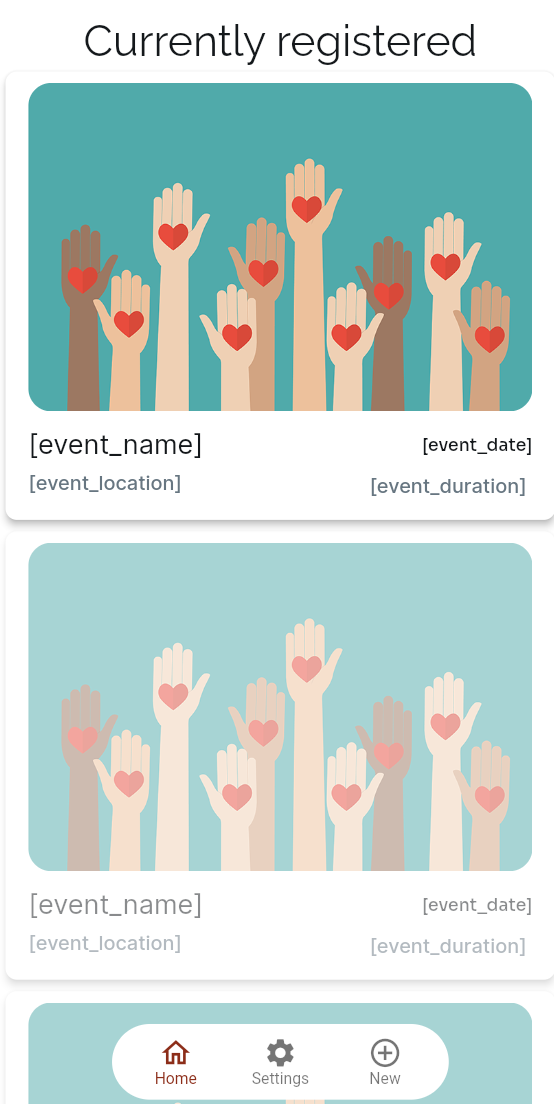 Currently registered
[event_name]
[event_date]
[event_location]
[event_duration]
[event_name]
[event_date]
[event_location]
[event_duration]
Home
Settings
New